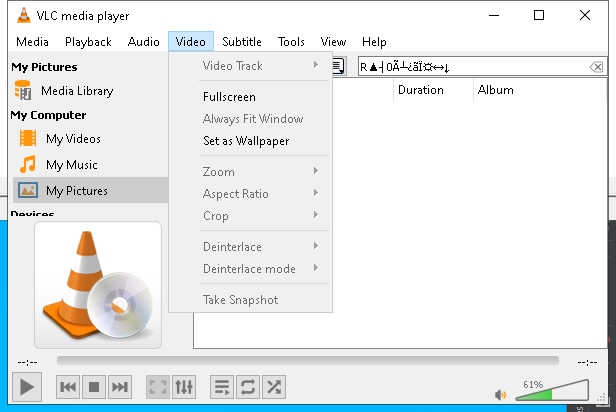 VLC media player
Media Playback Audio Video Subtitle Tools View Help
My Pictures
Media Library
My Computer
My Videos
My Music
My Pictures
Devices
Video Track
Fullscreen
Always Fit Window
Set as Wallpaper
Zoom
Aspect Ratio
Crop
Deinterlace
Deinterlace mode
Take Snapshot
Duration Album
--:-- --:--
61%